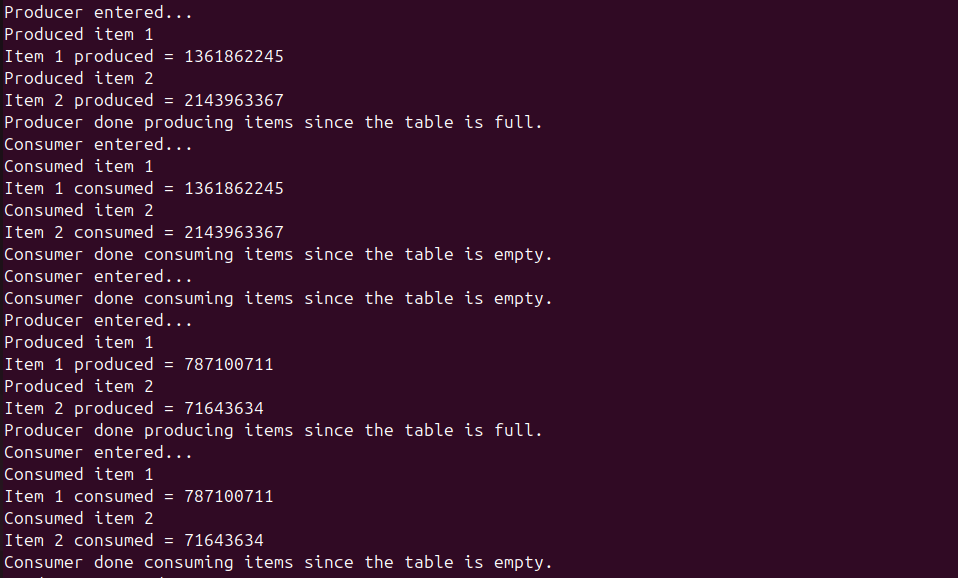 Producer entered...
Produced item 1
Item 1 produced = 1361862245
Produced item 2
Item 2 produced = 2143963367
Producer done producing items since the table is full.
Consumer entered...
Consumed item 1
Item 1 consumed = 1361862245
Consumed item 2
Item 2 consumed = 2143963367
Consumer done consuming items since the table is empty.
Consumer entered...
Consumer done consuming items since the table is empty.
Producer entered...
Produced item 1
Item 1 produced = 787100711
Produced item 2
Item 2 produced = 71643634
Producer done producing items since the table is full.
Consumer entered...
Consumed item 1
Item 1 consumed = 787100711
Consumed item 2
Item 2 consumed = 71643634
Consumer done consuming items since the table is empty.